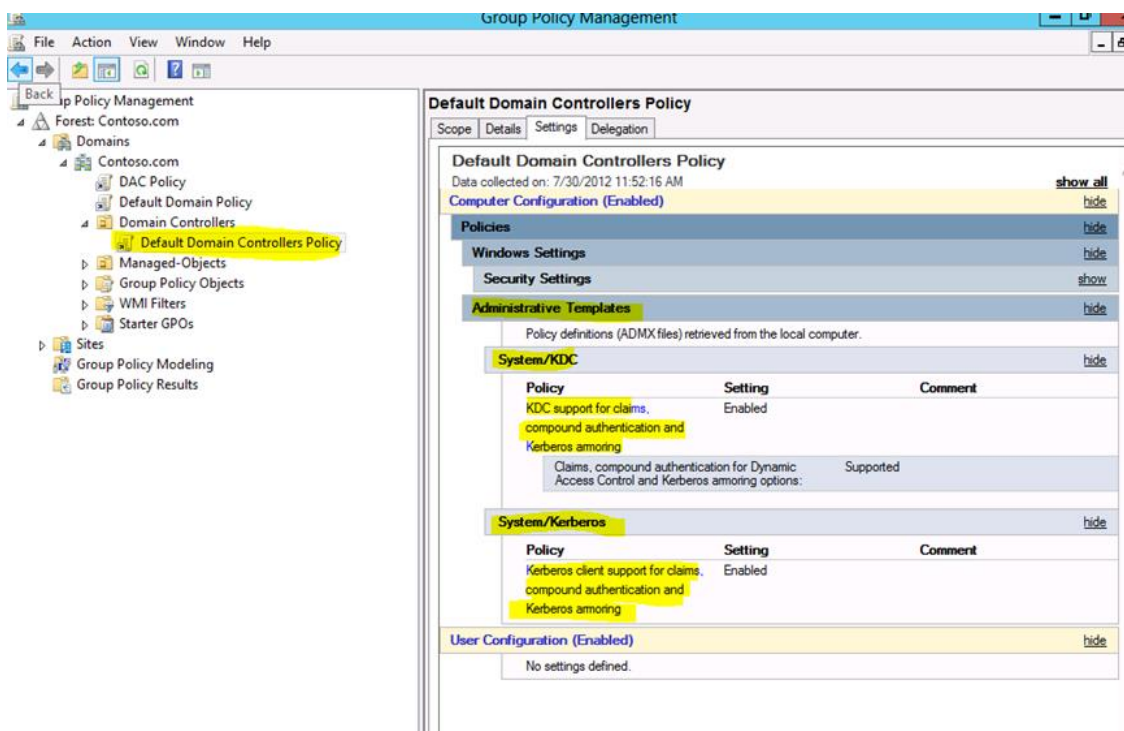 Group Policy Management
File Action View Window Help
Back
Group Policy Management
Forest: Contoso.com
Domains
Contoso.com
DAC Policy
Default Domain Policy
Domain Controllers
Default Domain Controllers Policy
Managed-Objects
Group Policy Objects
WMI Filters
Starter GPOs
Sites
Group Policy Modeling
Group Policy Results
Default Domain Controllers Policy
Scope Details Settings Delegation
Default Domain Controllers Policy
Data collected on: 7/30/2012 11:52:16 AM show all
Computer Configuration (Enabled) hide
Policies hide
Windows Settings hide
Security Settings show
Administrative Templates hide
Policy definitions (ADMX files) retrieved from the local computer.
System/KDC hide
Policy Setting Comment
KDC support for claims, Enabled
compound authentication and
Kerberos armoring
Claims, compound authentication for Dynamic Supported
Access Control and Kerberos armoring options:
System/Kerberos hide
Policy Setting Comment
Kerberos client support for claims, Enabled
compound authentication and
Kerberos armoring
User Configuration (Enabled) hide
No settings defined.